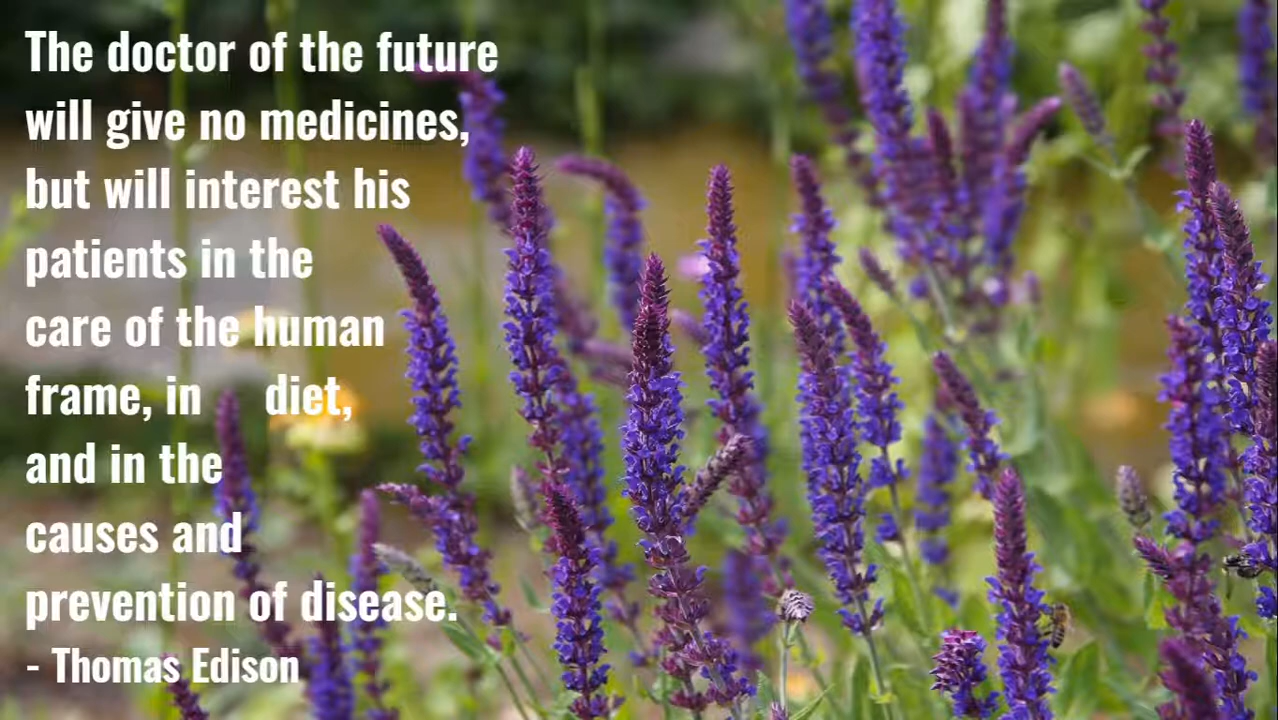 The doctor of the future
will give no medicines,
but will interest his
patients in the
care of the human
frame, in diet,
and in the
causes and
prevention of disease.
- Thomas Edison